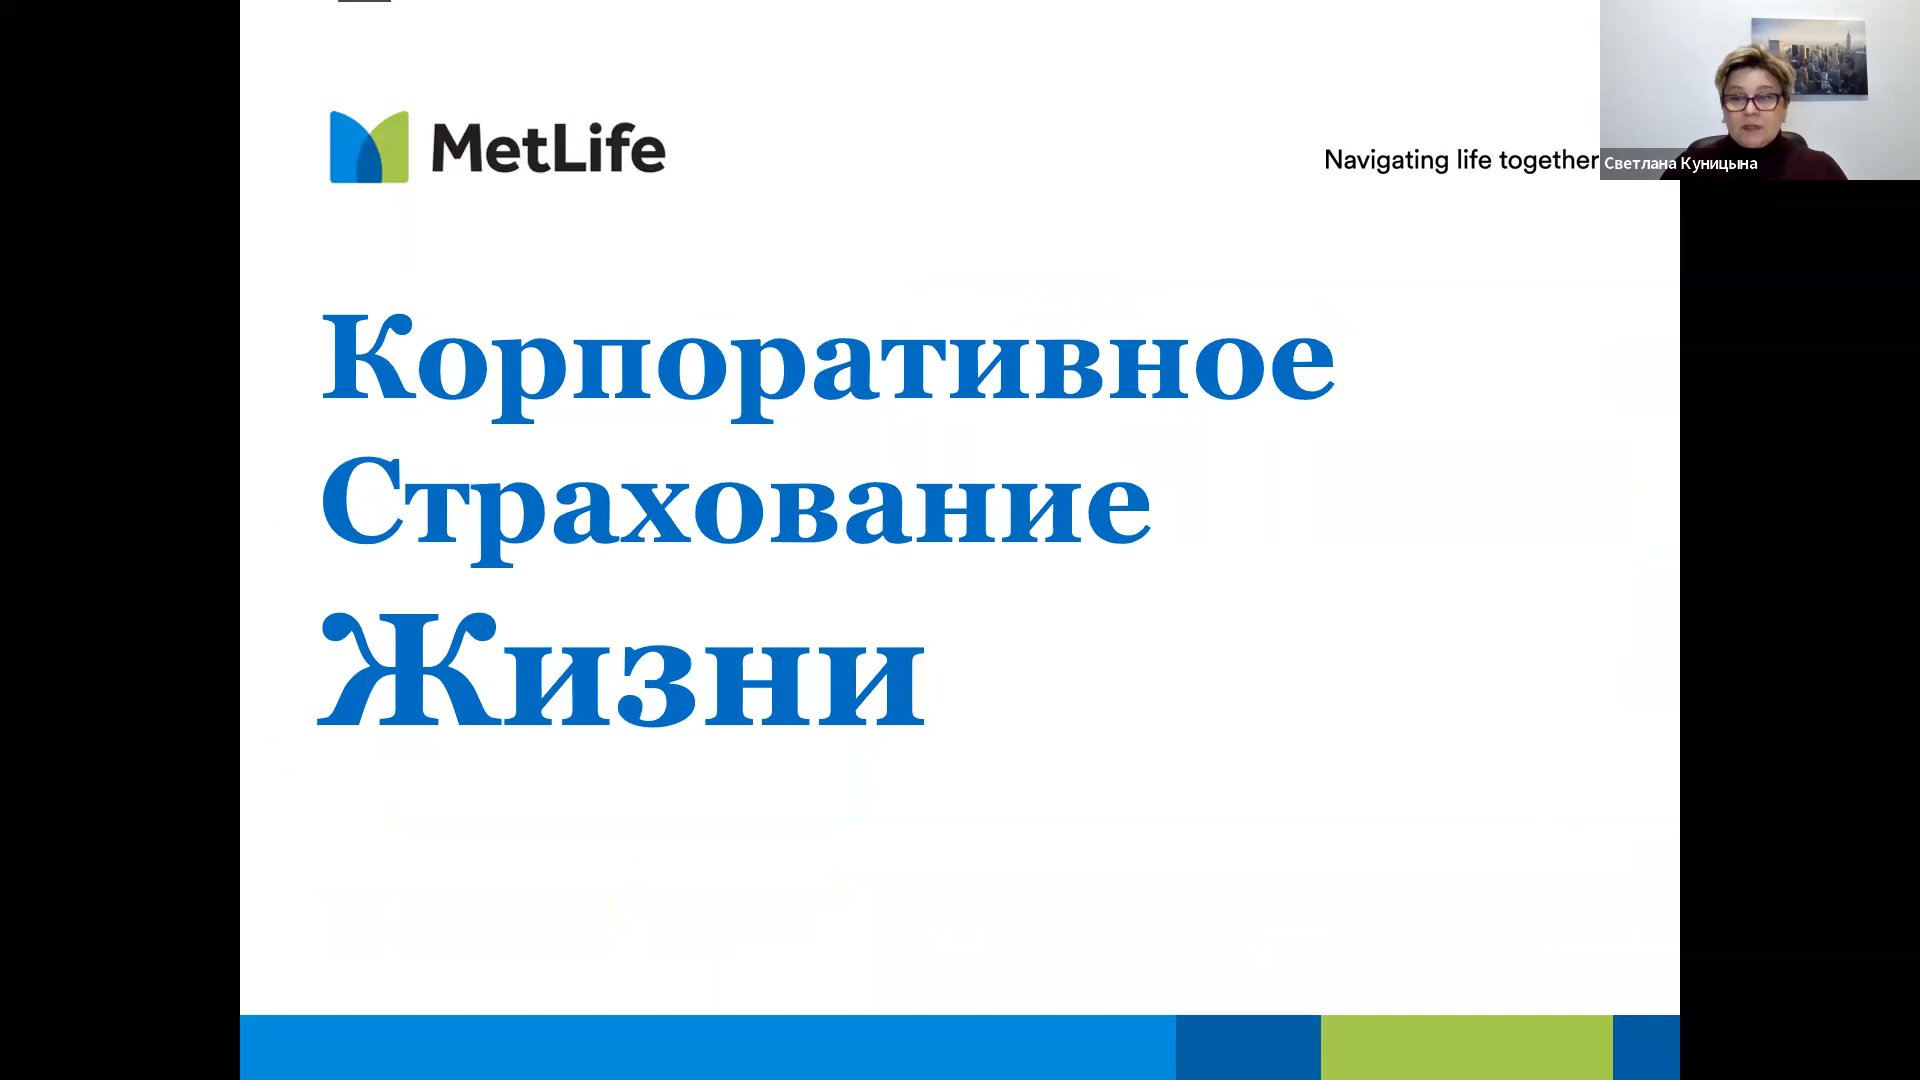 MetLife
Navigating life together
Светлана Куницына
Корпоративное
Страхование
Жизни